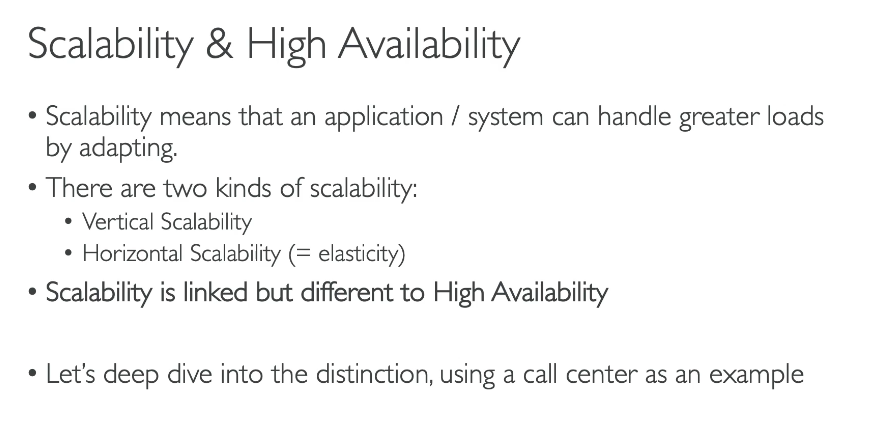 Scalability & High Availability
• Scalability means that an application / system can handle greater loads
by adapting.
• There are two kinds of scalability:
• Vertical Scalability
• Horizontal Scalability (= elasticity)
• Scalability is linked but different to High Availability
• Let's deep dive into the distinction, using a call center as an example